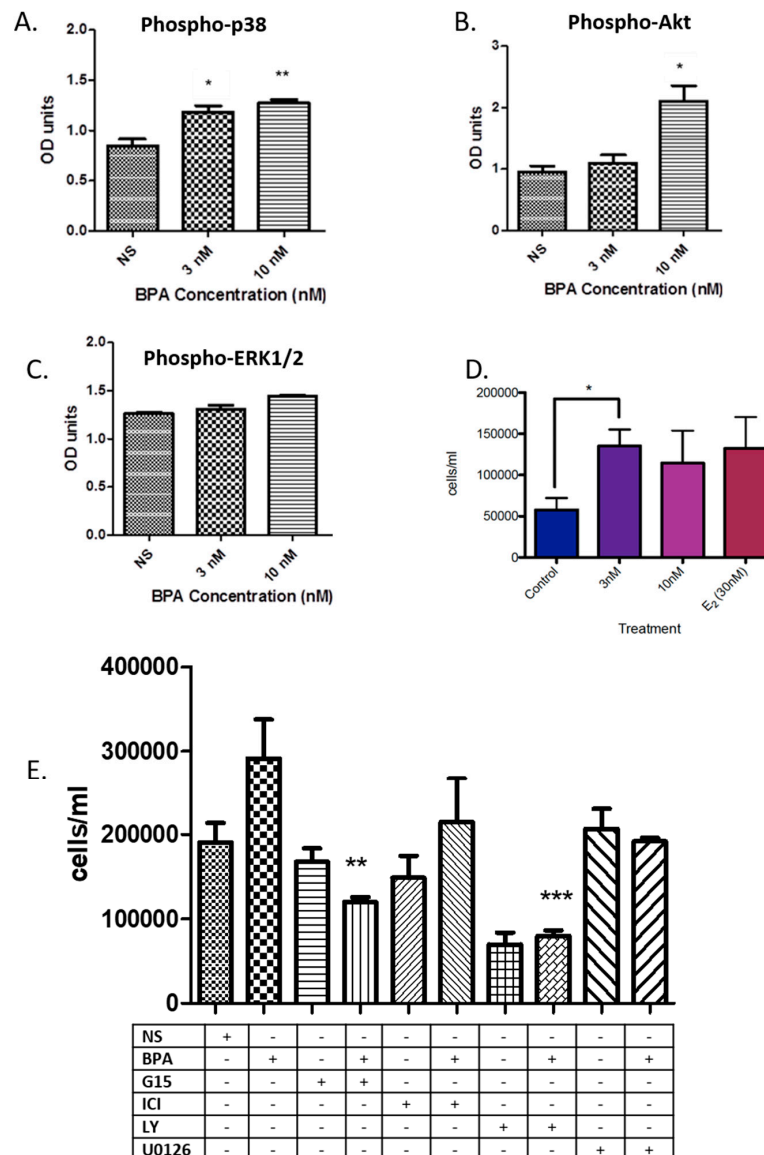 A.
Phospho-p38
OD units
2.0
1.5
1.0
0.5
0.0
*
**
NS
3 nM
10 nM
BPA Concentration (nM)
B.
Phospho-Akt
OD units
3
2
1
0
*
NS
3 nM
10 nM
BPA Concentration (nM)
C.
Phospho-ERK1/2
OD units
2.0
1.5
1.0
0.5
0.0
NS
3 nM
10 nM
BPA Concentration (nM)
D.
cells/ml
200000
150000
100000
50000
0
*
Control
3nM
10nM
E2 (30nM)
Treatment
E.
cells/ml
400000
300000
200000
100000
0
**
***
NS + - - - - - - - - -
BPA - + - + - + - + - +
G15 - - + + - - - - - -
ICI - - - - + + - - - -
LY - - - - - - + + - -
U0126 - - - - - - - - + +